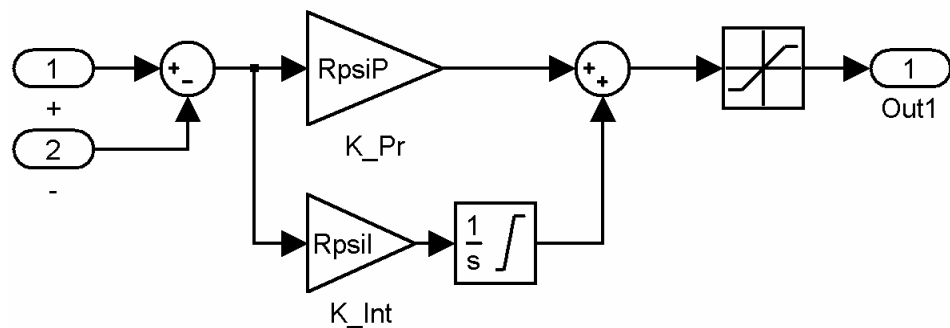 1
+
2
-
+
-
RpsiP
K_Pr
RpsiI
K_Int
1
s
+
+
1
Out1